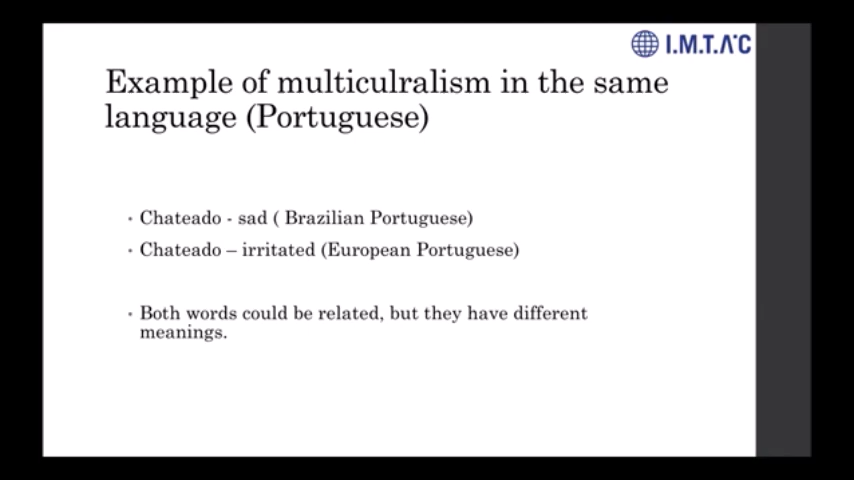 I.M.T.A'C
Example of multiculralism in the same
language (Portuguese)
• Chateado - sad ( Brazilian Portuguese)
• Chateado – irritated (European Portuguese)
• Both words could be related, but they have different
meanings.